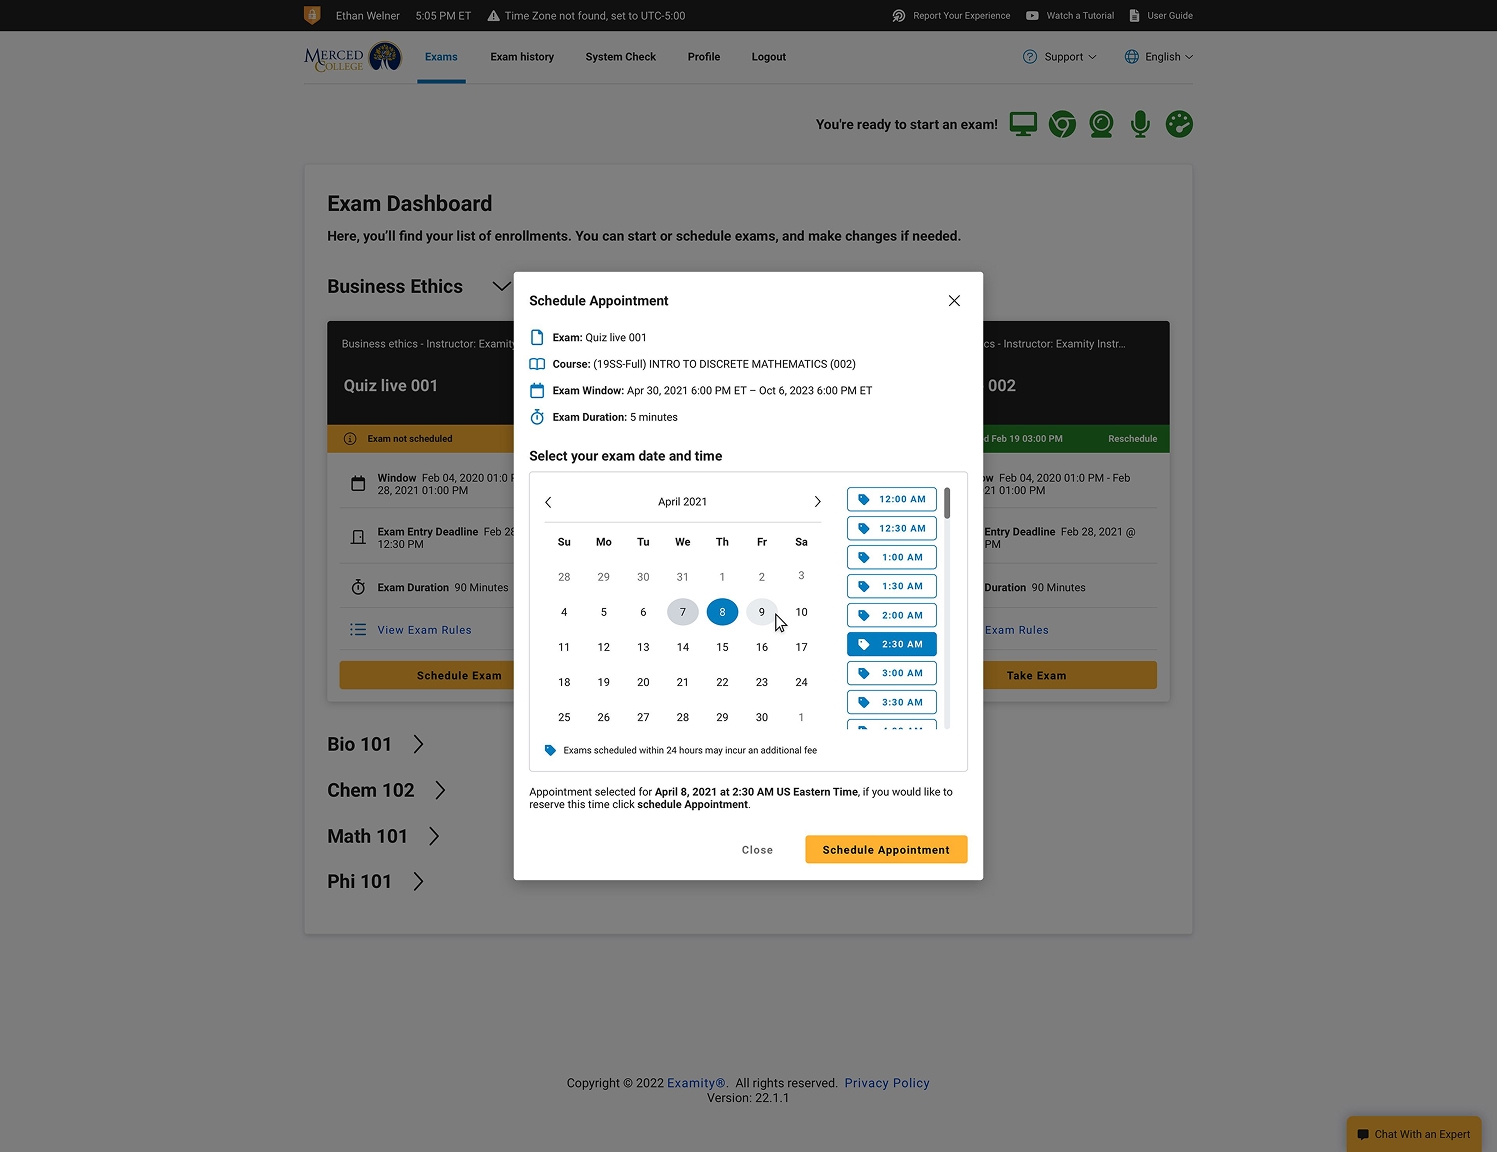 Ethan Welner 5:05 PM ET Time Zone not found, set to UTC-5:00 Report Your Experience Watch a Tutorial User Guide
MERCED COLLEGE Exams Exam history System Check Profile Logout Support English
You're ready to start an exam!
Exam Dashboard
Here, you'll find your list of enrollments. You can start or schedule exams, and make changes if needed.
Business Ethics
Business ethics - Instructor: Examity
Quiz live 001
Exam not scheduled
Window Feb 04, 2020 01:0
28, 2021 01:00 PM
Exam Entry Deadline Feb 28
12:30 PM
Exam Duration 90 Minutes
View Exam Rules
Schedule Exam
Schedule Appointment
Exam: Quiz live 001
Course: (19SS-Full) INTRO TO DISCRETE MATHEMATICS (002)
Exam Window: Apr 30, 2021 6:00 PM ET – Oct 6, 2023 6:00 PM ET
Exam Duration: 5 minutes
Select your exam date and time
April 2021
Su Mo Tu We Th Fr Sa
28 29 30 31 1 2 3
4 5 6 7 8 9 10
11 12 13 14 15 16 17
18 19 20 21 22 23 24
25 26 27 28 29 30 1
12:00 AM
12:30 AM
1:00 AM
1:30 AM
2:00 AM
2:30 AM
3:00 AM
3:30 AM
Exams scheduled within 24 hours may incur an additional fee
Appointment selected for April 8, 2021 at 2:30 AM US Eastern Time, if you would like to
reserve this time click schedule Appointment.
Close Schedule Appointment
cs - Instructor: Examity Instr...
002
d Feb 19 03:00 PM Reschedule
ow Feb 04, 2020 01:0 PM - Feb
21 01:00 PM
Entry Deadline Feb 28, 2021 @
PM
Duration 90 Minutes
Exam Rules
Take Exam
Bio 101
Chem 102
Math 101
Phi 101
Copyright © 2022 Examity®. All rights reserved. Privacy Policy
Version: 22.1.1
Chat With an Expert